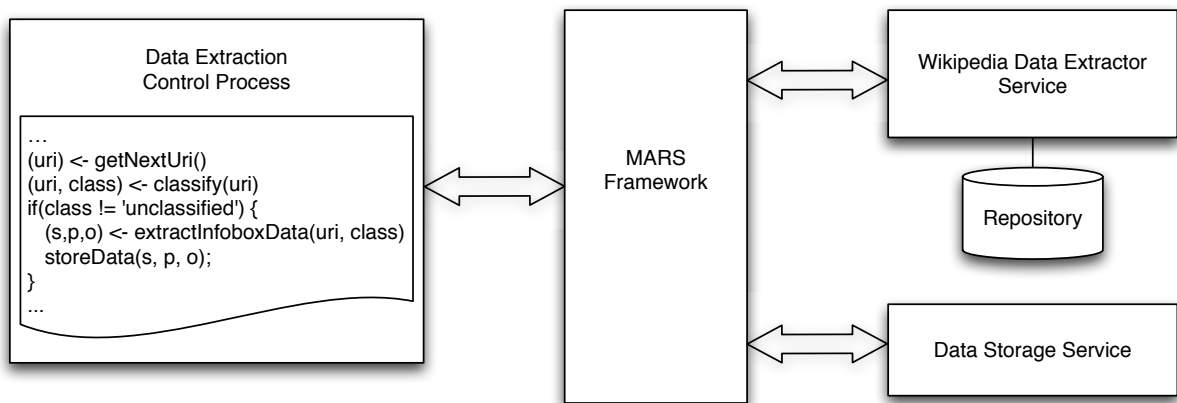 Data Extraction
Control Process
…
(uri) <- getNextUri()
(uri, class) <- classify(uri)
if(class != 'unclassified') {
(s,p,o) <- extractInfoboxData(uri, class)
storeData(s, p, o);
}
...
MARS
Framework
Wikipedia Data Extractor
Service
Repository
Data Storage Service